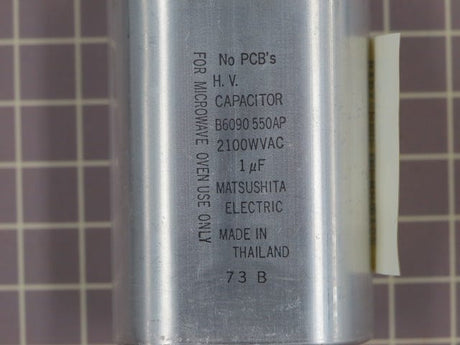 No PCB's
H. V.
CAPACITOR
B6090 550AP
2100WVAC
1 µF
MATSUSHITA
ELECTRIC
MADE IN
THAILAND
73 B
FOR MICROWAVE OVEN USE ONLY